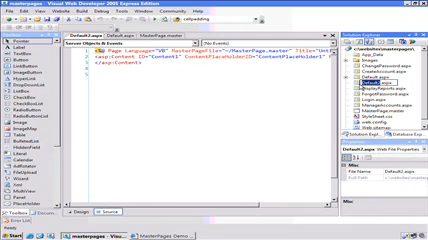 masterpages - Visual Web Developer 2005 Express Edition
File Edit View Website Build Debug Tools Window Community Help
cellpadding
Toolbox
Default2.aspx Default.aspx MasterPage.master
Server Objects & Events
(No Events)
<%@ Page Language="VB" MasterPageFile="~/MasterPage.master" Title="Unt
<asp:Content ID="Content1" ContentPlaceHolderID="ContentPlaceHolder1"
</asp:Content>
Pointer
Label
TextBox
Button
LinkButton
ImageButton
HyperLink
DropDownList
ListBox
CheckBox
CheckBoxList
RadioButton
RadioButtonList
Image
ImageMap
Table
BulletedList
HiddenField
Literal
Calendar
AdRotator
FileUpload
Wizard
Xml
MultiView
Panel
PlaceHolder
Toolbox
Design Source
Error List
Solution Explorer
C:\websites\masterpages\
App_Data
Images
ChangePassword.aspx
CreateAccount.aspx
Default.aspx
Default2.aspx
DisplayReports.aspx
ForgotPassword.aspx
Login.aspx
ManageAccounts.aspx
MasterPage.master
StyleSheet.css
web.config
Web.sitemap
Solution Expl...
Database Exp...
Properties
Default2.aspx Web File Properties
Misc
File Name Default2.aspx
Full Path
Misc
Ready
Start
masterpages - Visu...
MasterPages Demo ...